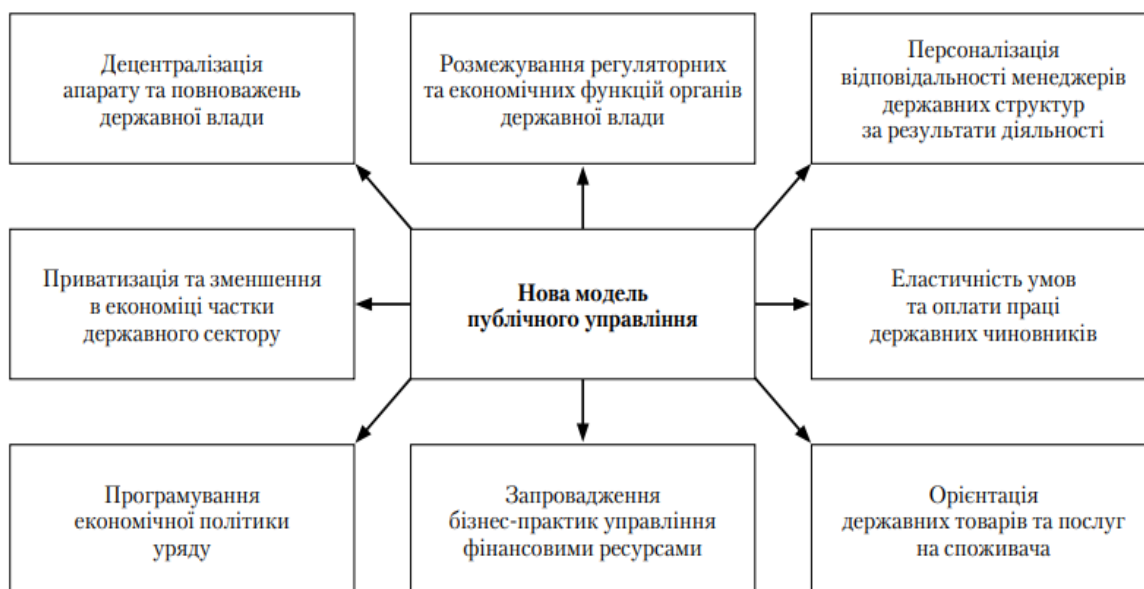 Децентралізація
апарату та повноважень
державної влади
Розмежування регуляторних
та економічних функцій органів
державної влади
Персоналізація
відповідальності менеджерів
державних структур
за результати діяльності
Приватизація та зменшення
в економіці частки
державного сектору
Нова модель
публічного управління
Еластичність умов
та оплати праці
державних чиновників
Програмування
економічної політики
уряду
Запровадження
бізнес-практик управління
фінансовими ресурсами
Орієнтація
державних товарів та послуг
на споживача